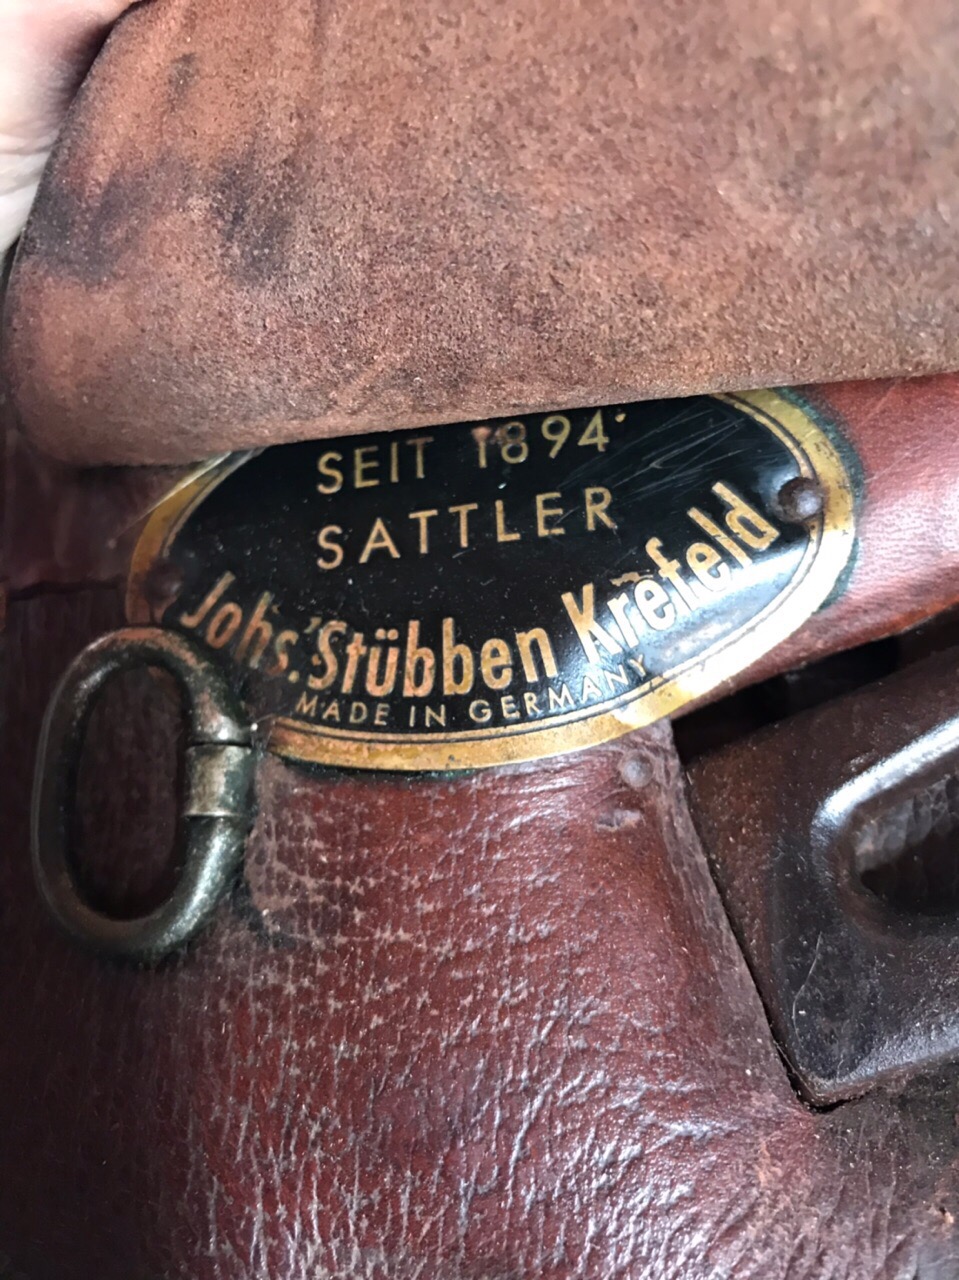 SEIT 1894
SATTLER
Johs. Stübben Krefeld
MADE IN GERMANY